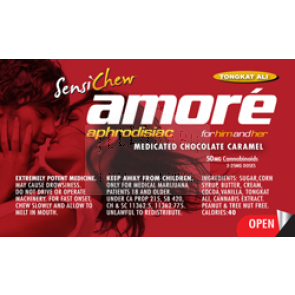 SensiChew
TONGKAT ALI
amoré
aphrodisiac
for him and her
MEDICATED CHOCOLATE CARAMEL
50MG Cannabinoids
2 25MG DOSES
EXTREMELY POTENT MEDICINE.
MAY CAUSE DROWSINESS.
DO NOT DRIVE OR OPERATE
MACHINERY. FOR FAST ONSET,
CHEW SLOWLY AND ALLOW TO
MELT IN MOUTH.
KEEP AWAY FROM CHILDREN.
ONLY FOR MEDICAL MARIJUANA
PATIENTS 18 AND OLDER.
UNDER CA PROP 215, SB 420,
CH & SC 11362.5, 11362.775.
UNLAWFUL TO REDISTRIBUTE.
INGREDIENTS: SUGAR, CORN
SYRUP, BUTTER, CREAM,
COCOA, VANILLA, TONGKAT
ALI, CANNABIS EXTRACT.
PEANUT & TREE NUT FREE.
CALORIES: 40
OPEN